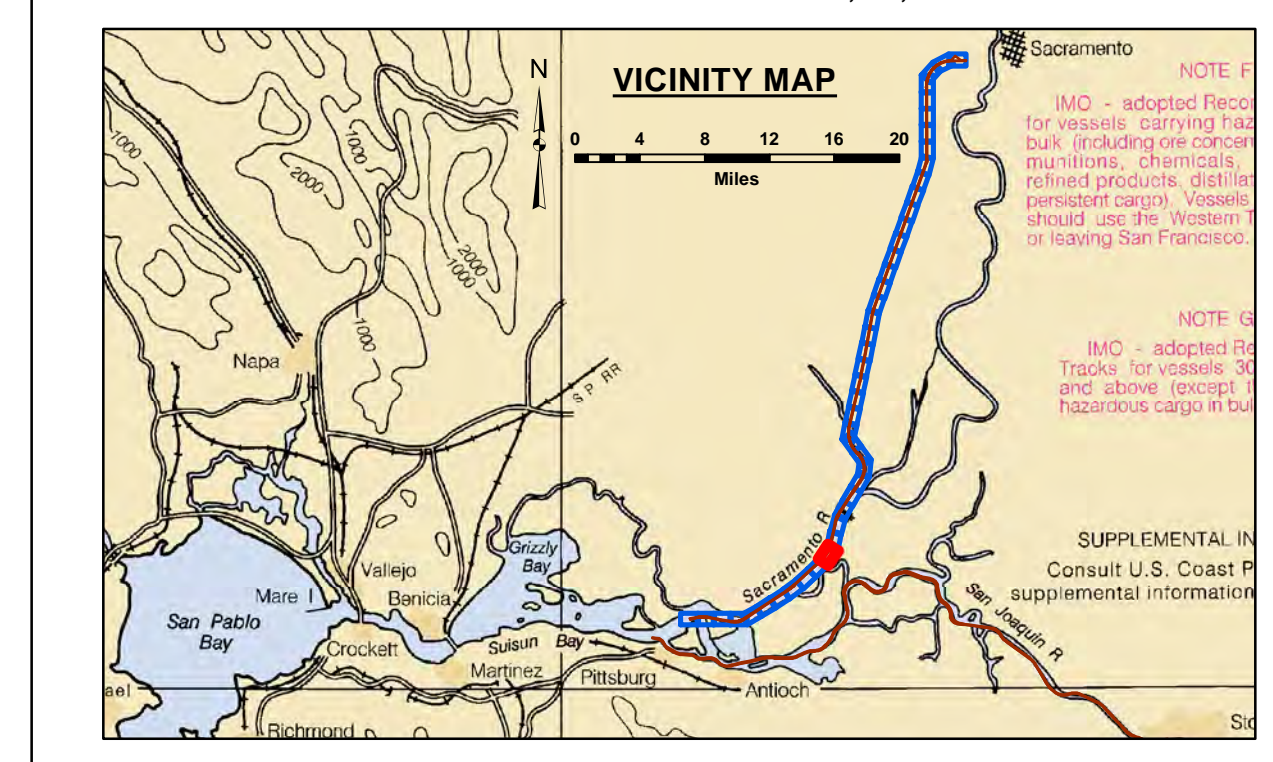 VICINITY MAP
N
0 4 8 12 16 20
Miles
Sacramento
NOTE F
IMO - adopted Recor
for vessels carrying haz
bulk (including ore concen
munitions, chemicals,
refined products, distillat
persistent cargo). Vessels
should use the Western T
or leaving San Francisco.
NOTE G
IMO - adopted Re
Tracks for vessels 30
and above (except t
hazardous cargo in bul
SUPPLEMENTAL IN
Consult U.S. Coast P
supplemental information
1000
2000
1000
2000
1000
1000
Napa
S P RR
Grizzly
Bay
Sacramento R
San Joaquin R
Vallejo
Mare I
Benicia
San Pablo
Bay
Crockett
Suisun Bay
Martinez
Pittsburg
Antioch
ael
Richmond
Sto